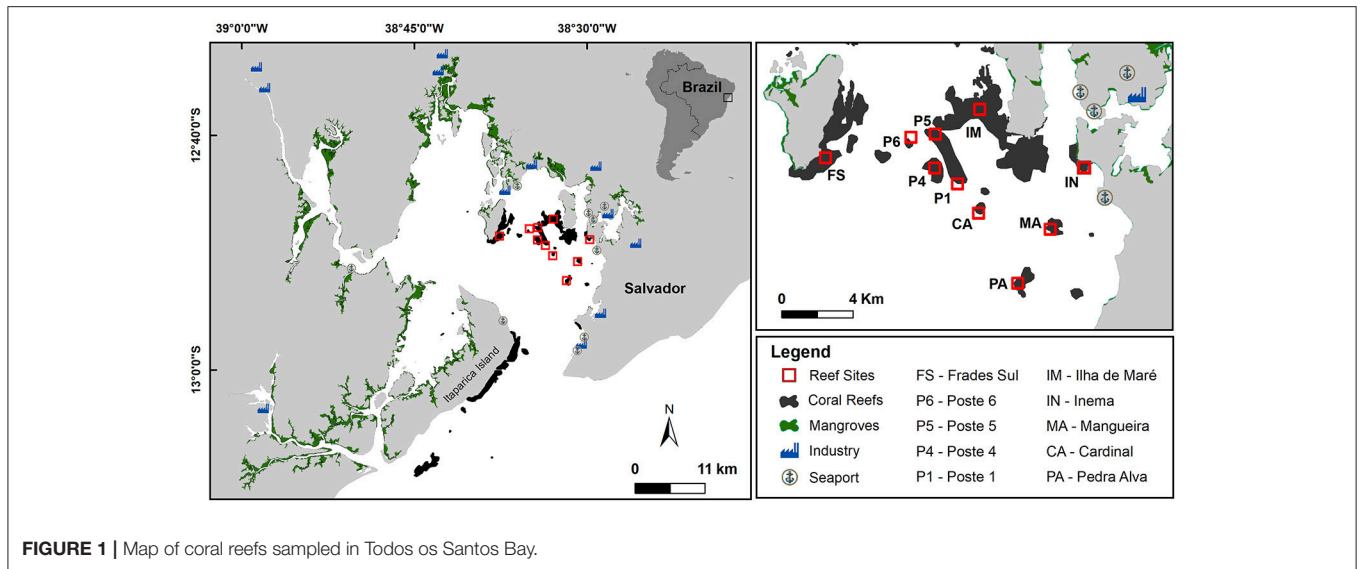 39°0'0"W
38°45'0"W
38°30'0"W
12°40'0"S
13°0'0"S
Brazil
Salvador
Itaparica Island
N
0 11 km
P5
IM
P6
FS
P4
P1
IN
CA
MA
PA
0 4 Km
Legend
Reef Sites
Coral Reefs
Mangroves
Industry
Seaport
FS - Frades Sul
P6 - Poste 6
P5 - Poste 5
P4 - Poste 4
P1 - Poste 1
IM - Ilha de Maré
IN - Inema
MA - Mangueira
CA - Cardinal
PA - Pedra Alva
FIGURE 1 | Map of coral reefs sampled in Todos os Santos Bay.